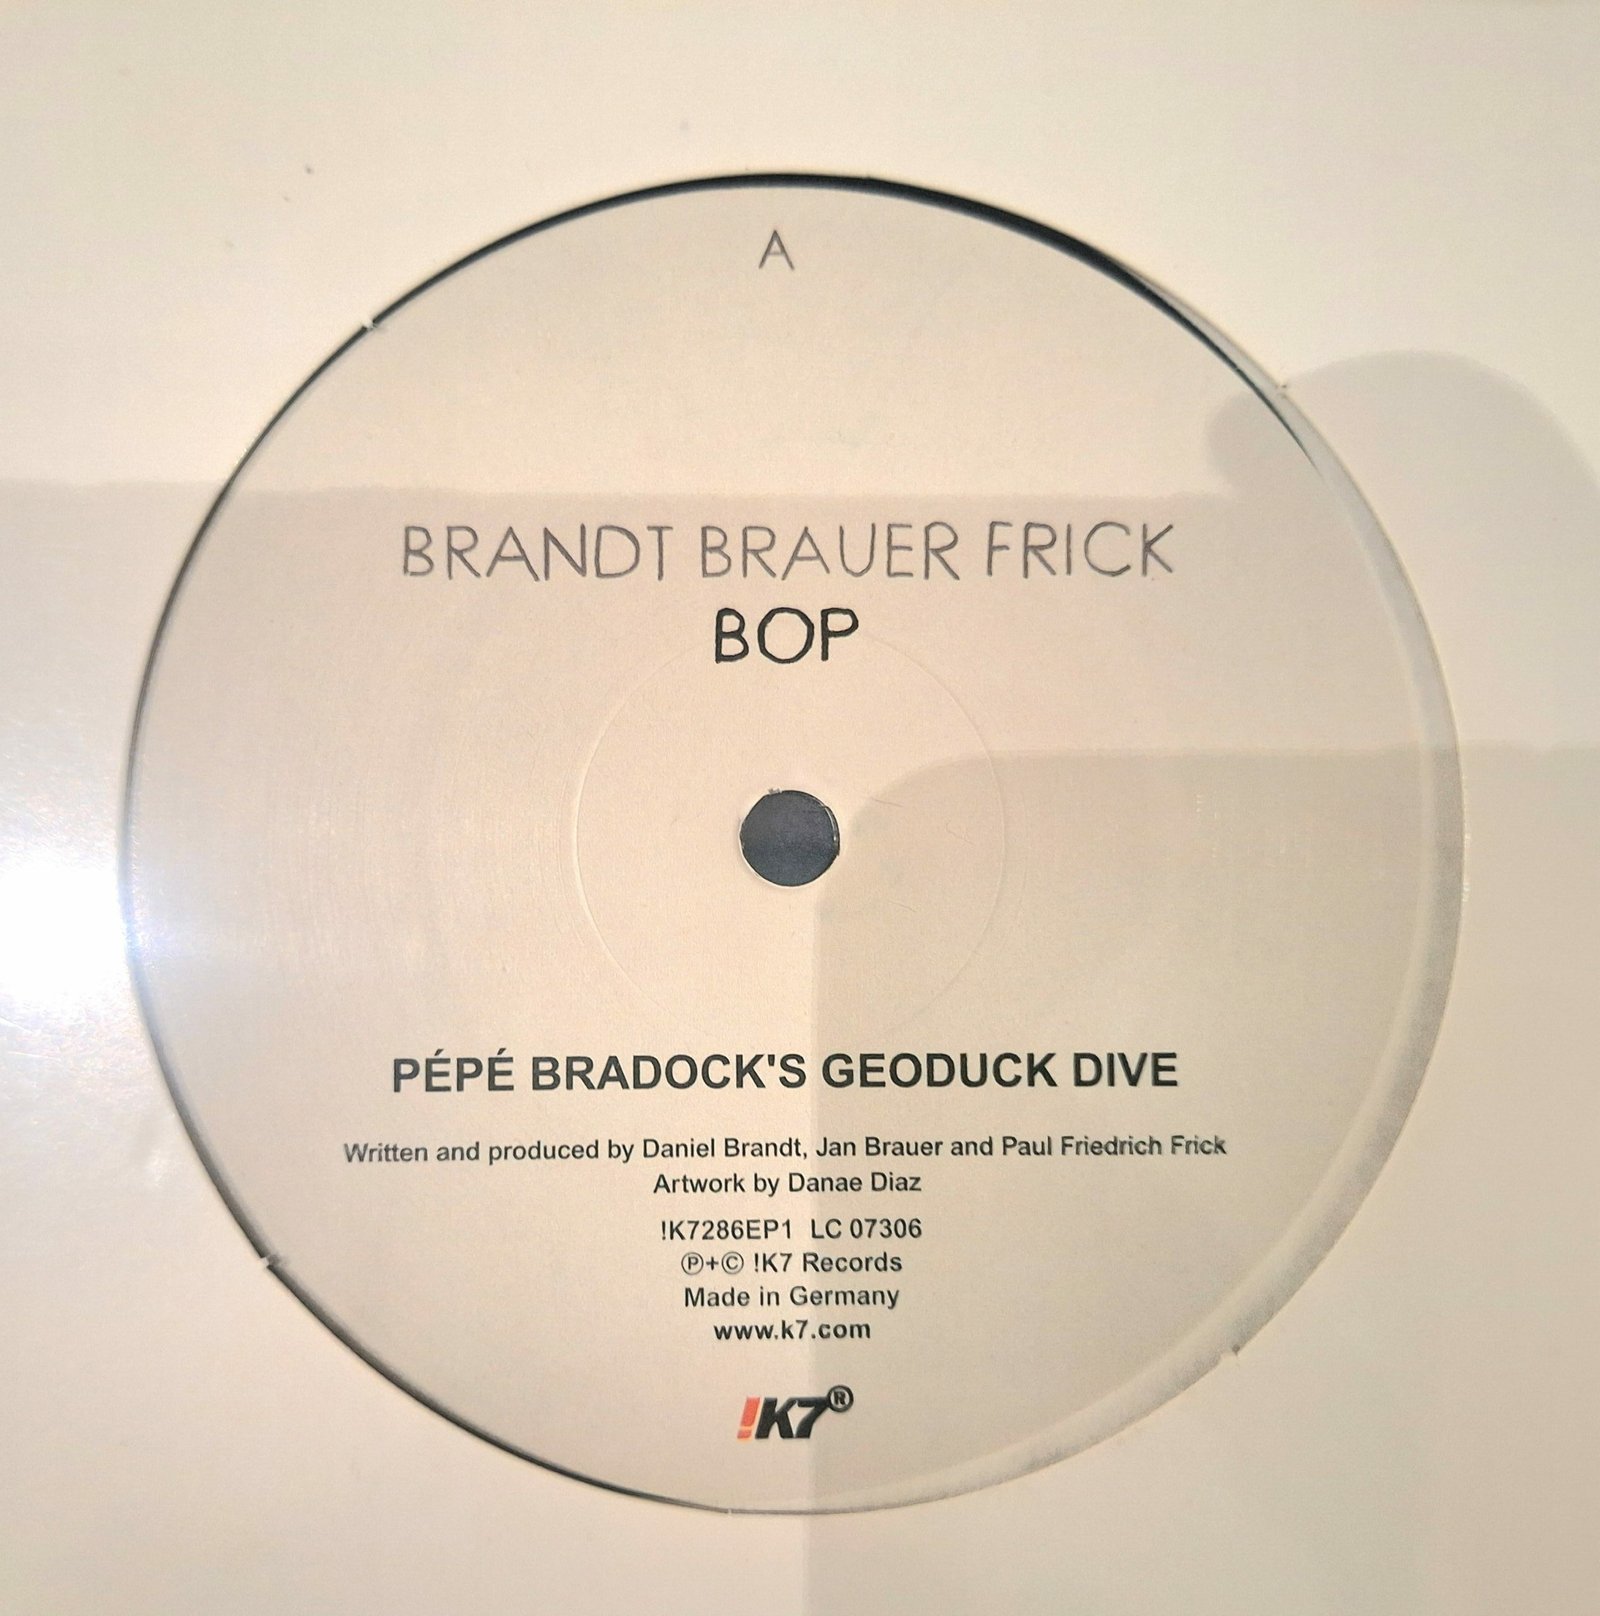 A
BRANDT BRAUER FRICK
BOP
PÉPÉ BRADOCK'S GEODUCK DIVE
Written and produced by Daniel Brandt, Jan Brauer and Paul Friedrich Frick
Artwork by Danae Diaz
!K7286EP1 LC 07306
Ⓟ+© !K7 Records
Made in Germany
www.k7.com
!K7®